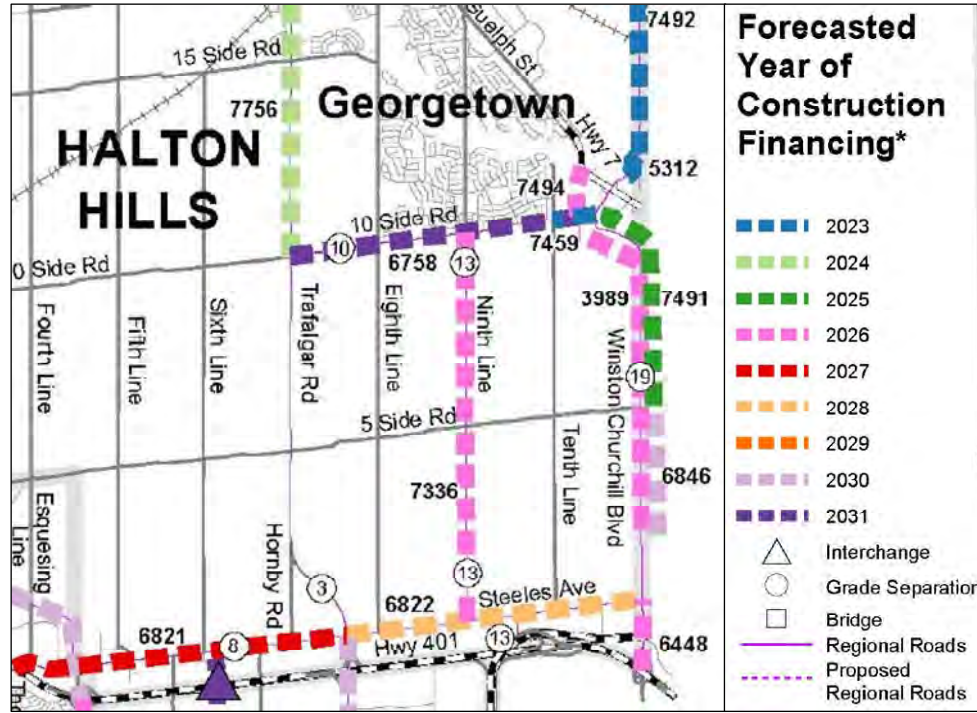 7492
15 Side Rd
Guelph St
7756
Georgetown
HALTON
HILLS
Hwy 7
5312
7494
10 Side Rd
10
7459
0 Side Rd
6758
13
3989
7491
Fourth Line
Fifth Line
Sixth Line
Trafalgar Rd
Eighth Line
Ninth Line
Winston Churchill Blvd
19
5 Side Rd
Tenth Line
6846
7336
Esquesing
Line
Hornby Rd
3
13
6822
Steeles Ave
6821
8
Hwy 401
13
6448
Forecasted
Year of
Construction
Financing*
2023
2024
2025
2026
2027
2028
2029
2030
2031
Interchange
Grade Separation
Bridge
Regional Roads
Proposed
Regional Roads